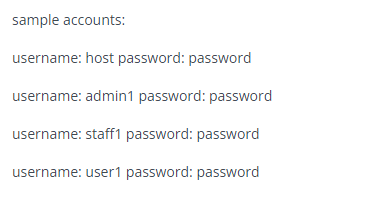 sample accounts:
username: host password: password
username: admin1 password: password
username: staff1 password: password
username: user1 password: password